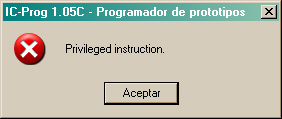 IC-Prog 1.05C - Programador de prototipos
Privileged instruction.
Aceptar